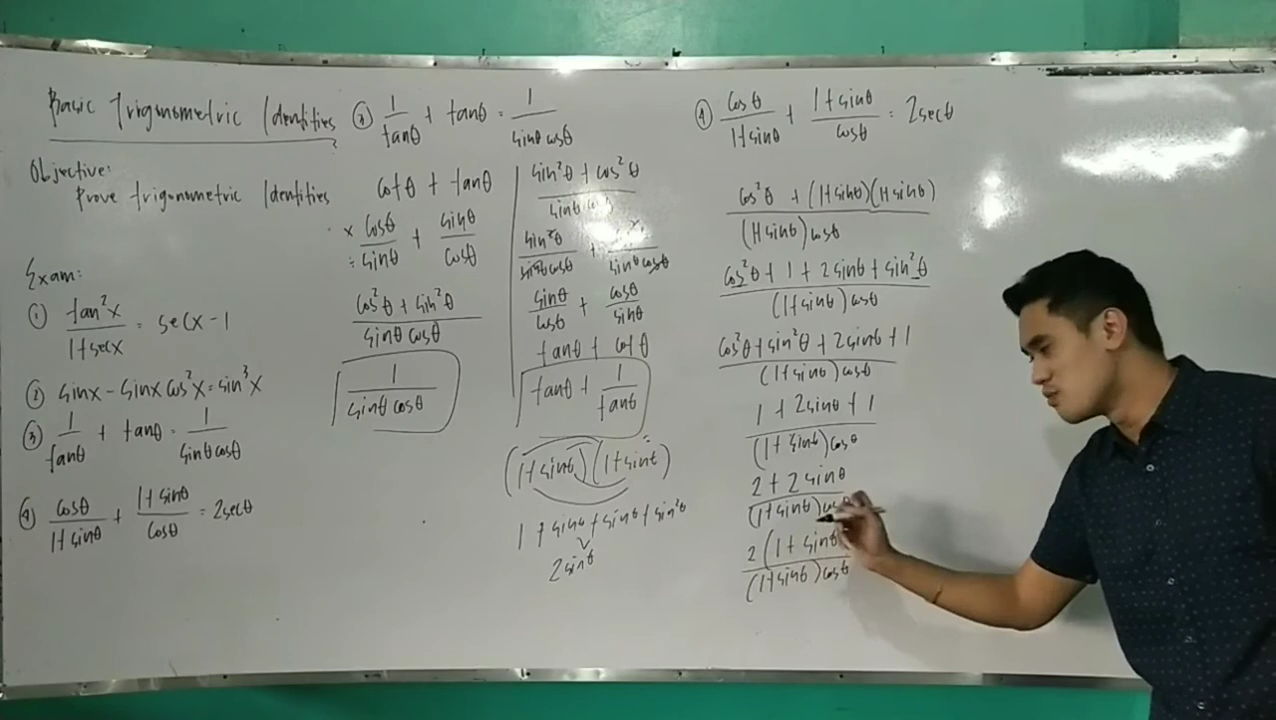 Basic Trigonometric Identities
Objective:
Prove trigonometric Identities
Exam:
① tan²x / 1+secx = secx - 1
② sinx - sinx cos²x = sin³x
③ 1/tanθ + tanθ = 1/sinθcosθ
④ cosθ/1+sinθ + 1+sinθ/cosθ = 2secθ
③ 1/tanθ + tanθ = 1/sinθcosθ
cotθ + tanθ
× cosθ/sinθ + sinθ/cosθ
÷
cos²θ + sin²θ / sinθcosθ
1 / sinθcosθ
sin²θ + cos²θ / sinθ
sin²θ/sinθcosθ + /sinθcosθ
sinθ/cosθ + cosθ/sinθ
tanθ + cotθ
tanθ + 1/tanθ
(1+sinθ)(1+sinθ)
1 + sinθ + sinθ + sin²θ
2sinθ
④ cosθ/1+sinθ + 1+sinθ/cosθ = 2secθ
cos²θ + (1+sinθ)(1+sinθ) / (1+sinθ)cosθ
cos²θ + 1 + 2sinθ + sin²θ / (1+sinθ)cosθ
cos²θ + sin²θ + 2sinθ + 1 / (1+sinθ)cosθ
1 + 2sinθ + 1 / (1+sinθ)cosθ
2 + 2sinθ / (1+sinθ)cosθ
2(1+sinθ / (1+sinθ)cosθ